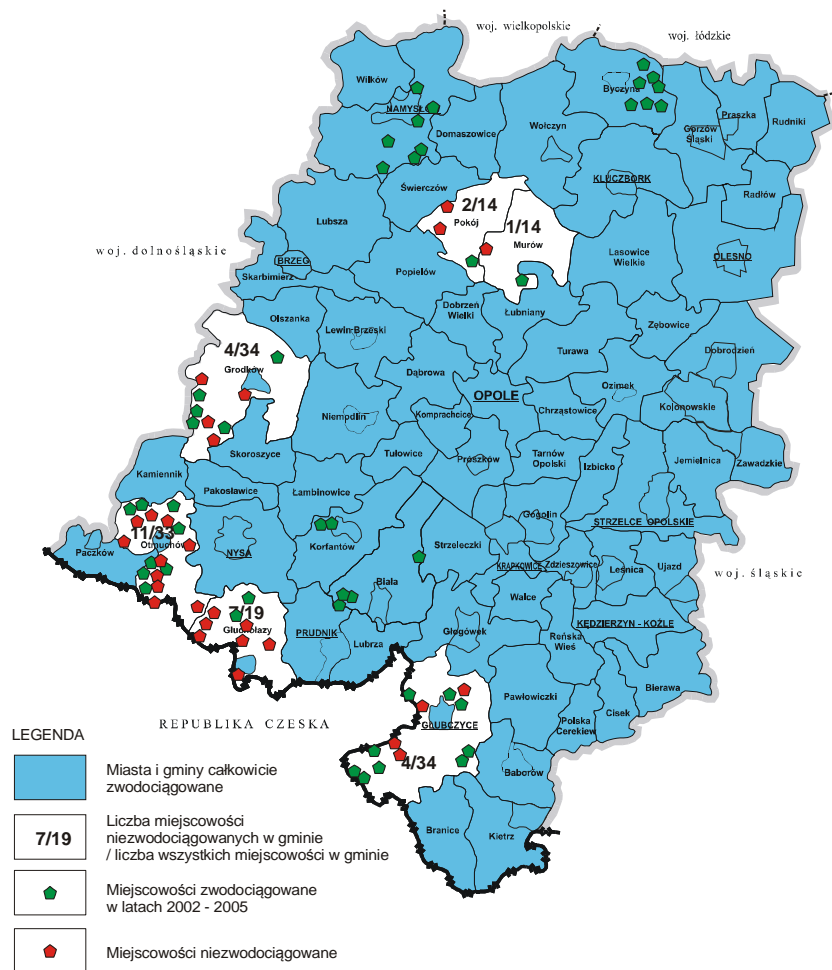 woj. wielkopolskie
woj. łódzkie
Wilków
NAMYSŁÓ
Domaszowice
Wołczyn
Byczyna
Gorzów
Śląski
Praszka
Rudniki
KLUCZBORK
Radłów
Świerczów
2/14
Pokój
1/14
Murów
Lubsza
woj. dolnośląskie
BRZEG
Skarbimierz
Popielów
Lasowice
Wielkie
OLESNO
Olszanka
Lewin Brzeski
Dobrzeń
Wielki
Łubniany
Zębowice
Dobrodzień
4/34
Grodków
Dąbrowa
Turawa
OPOLE
Ozimek
Niemodlin
Komprachcice
Chrząstowice
Kolonowskie
Skoroszyce
Tułowice
Prószków
Tarnów
Opolski
Izbicko
Jemielnica
Zawadzkie
Kamiennik
Pakosławice
Łambinowice
Gogolin
STRZELCE OPOLSKIE
11/33
Otmuchów
Paczków
NYSA
Korfantów
Strzeleczki
KRAPKOWICE
Zdzieszowice
Leśnica
Ujazd
woj. śląskie
Biała
Walce
7/19
Głuchołazy
PRUDNIK
Lubrza
Głogówek
KĘDZIERZYN - KOŹLE
Reńska
Wieś
Bierawa
Pawłowiczki
Cisek
Polska
Cerekiew
REPUBLIKA CZESKA
GŁUBCZYCE
4/34
Baborów
Branice
Kietrz
LEGENDA
Miasta i gminy całkowicie
zwodociągowane
7/19
Liczba miejscowości
niezwodociągowanych w gminie
/ liczba wszystkich miejscowości w gminie
Miejscowości zwodociągowane
w latach 2002 - 2005
Miejscowości niezwodociągowane